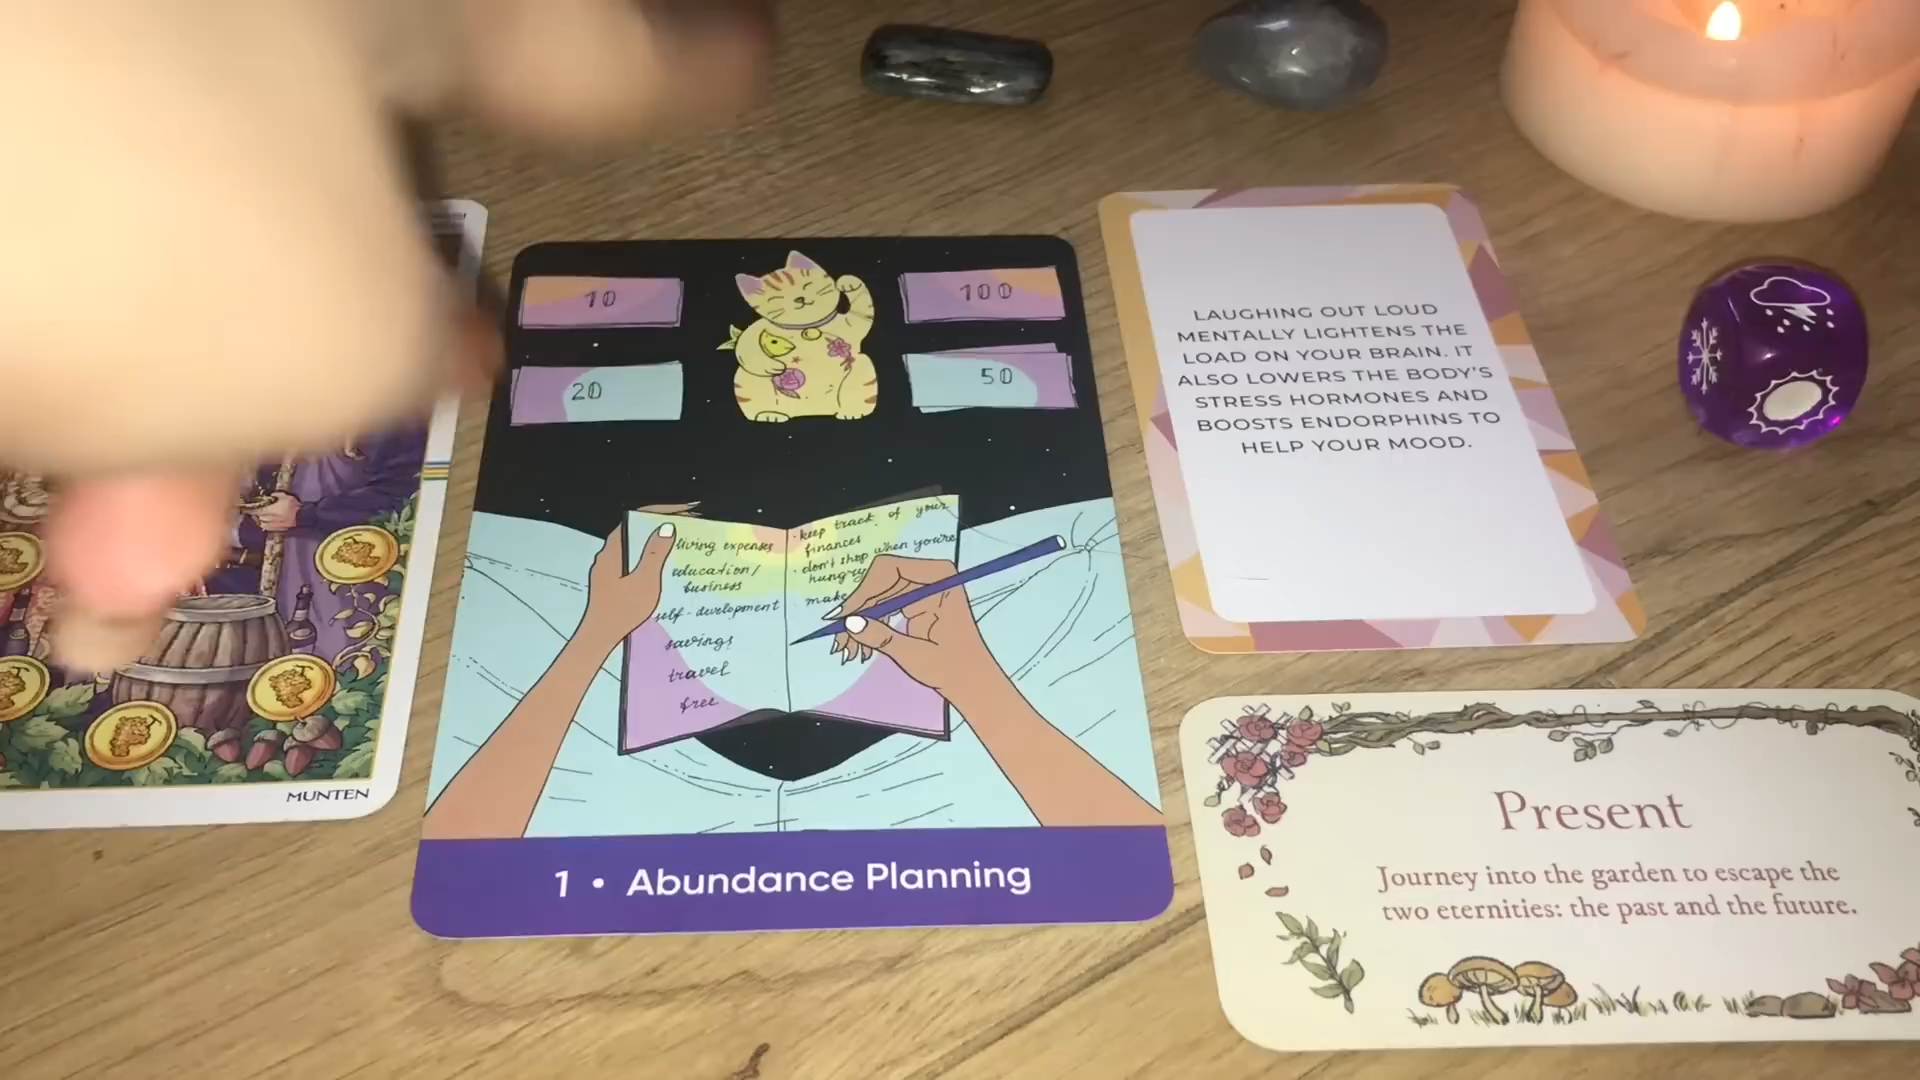 MUNTEN
10
100
20
50
living expenses
education/
business
self-development
savings
travel
free
• keep track of your
finances
• don't shop when you're
hungry
make
1 • Abundance Planning
LAUGHING OUT LOUD
MENTALLY LIGHTENS THE
LOAD ON YOUR BRAIN. IT
ALSO LOWERS THE BODY'S
STRESS HORMONES AND
BOOSTS ENDORPHINS TO
HELP YOUR MOOD.
Present
Journey into the garden to escape the
two eternities: the past and the future.